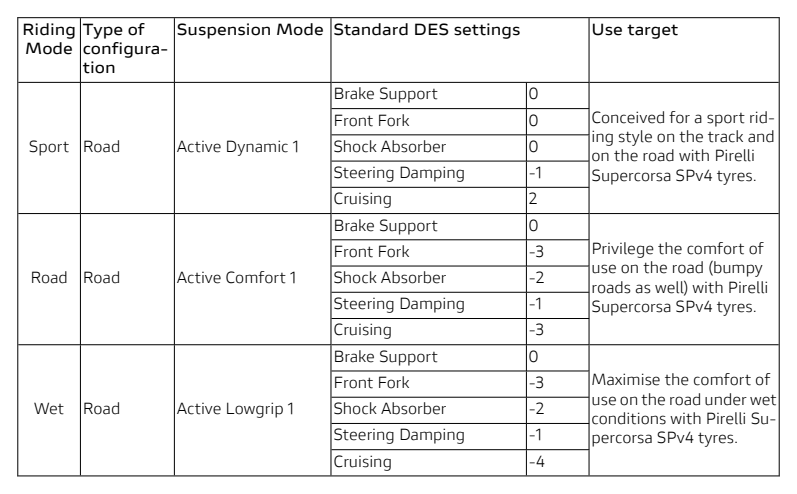 Riding Mode | Type of configura-tion | Suspension Mode | Standard DES settings | Use target
Sport | Road | Active Dynamic 1 | Brake Support | 0 | Conceived for a sport rid-
Front Fork | 0 | ing style on the track and
Shock Absorber | 0 | on the road with Pirelli
Steering Damping | -1 | Supercorsa SPv4 tyres.
Cruising | 2
Road | Road | Active Comfort 1 | Brake Support | 0 | Privilege the comfort of
Front Fork | -3 | use on the road (bumpy
Shock Absorber | -2 | roads as well) with Pirelli
Steering Damping | -1 | Supercorsa SPv4 tyres.
Cruising | -3
Wet | Road | Active Lowgrip 1 | Brake Support | 0 | Maximise the comfort of
Front Fork | -3 | use on the road under wet
Shock Absorber | -2 | conditions with Pirelli Su-
Steering Damping | -1 | percorsa SPv4 tyres.
Cruising | -4